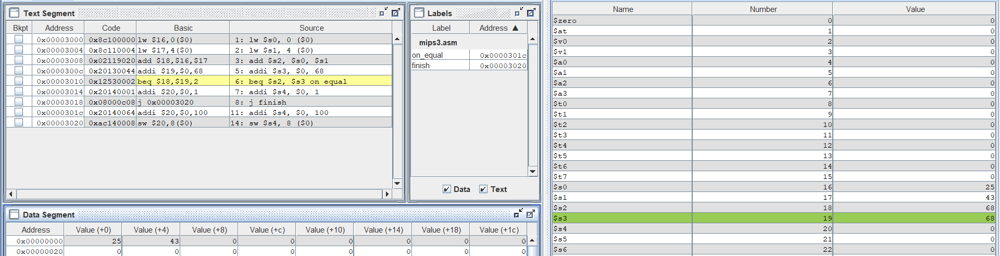 Text Segment
Bkpt Address Code Basic Source
0x00003000 0x8c100000 lw $16,0($0) 1: lw $s0, 0 ($0)
0x00003004 0x8c110004 lw $17,4($0) 2: lw $s1, 4 ($0)
0x00003008 0x02119020 add $18,$16,$17 3: add $s2, $s0, $s1
0x0000300c 0x20130044 addi $19,$0,68 5: addi $s3, $0, 68
0x00003010 0x12530002 beq $18,$19,2 6: beq $s2, $s3 on equal
0x00003014 0x20140001 addi $20,$0,1 7: addi $s4, $0, 1
0x00003018 0x08000c08 j 0x00003020 8: j finish
0x0000301c 0x20140064 addi $20,$0,100 11: addi $s4, $0, 100
0x00003020 0xac140008 sw $20,8($0) 14: sw $s4, 8 ($0)
Labels
Label Address ▲
mips3.asm
on_equal 0x0000301c
finish 0x00003020
Data Text
Data Segment
Address Value (+0) Value (+4) Value (+8) Value (+c) Value (+10) Value (+14) Value (+18) Value (+1c)
0x00000000 25 43 0 0 0 0 0 0
0x00000020 0 0 0 0 0 0 0 0
Name Number Value
$zero 0 0
$at 1 0
$v0 2 0
$v1 3 0
$a0 4 0
$a1 5 0
$a2 6 0
$a3 7 0
$t0 8 0
$t1 9 0
$t2 10 0
$t3 11 0
$t4 12 0
$t5 13 0
$t6 14 0
$t7 15 0
$s0 16 25
$s1 17 43
$s2 18 68
$s3 19 68
$s4 20 0
$s5 21 0
$s6 22 0